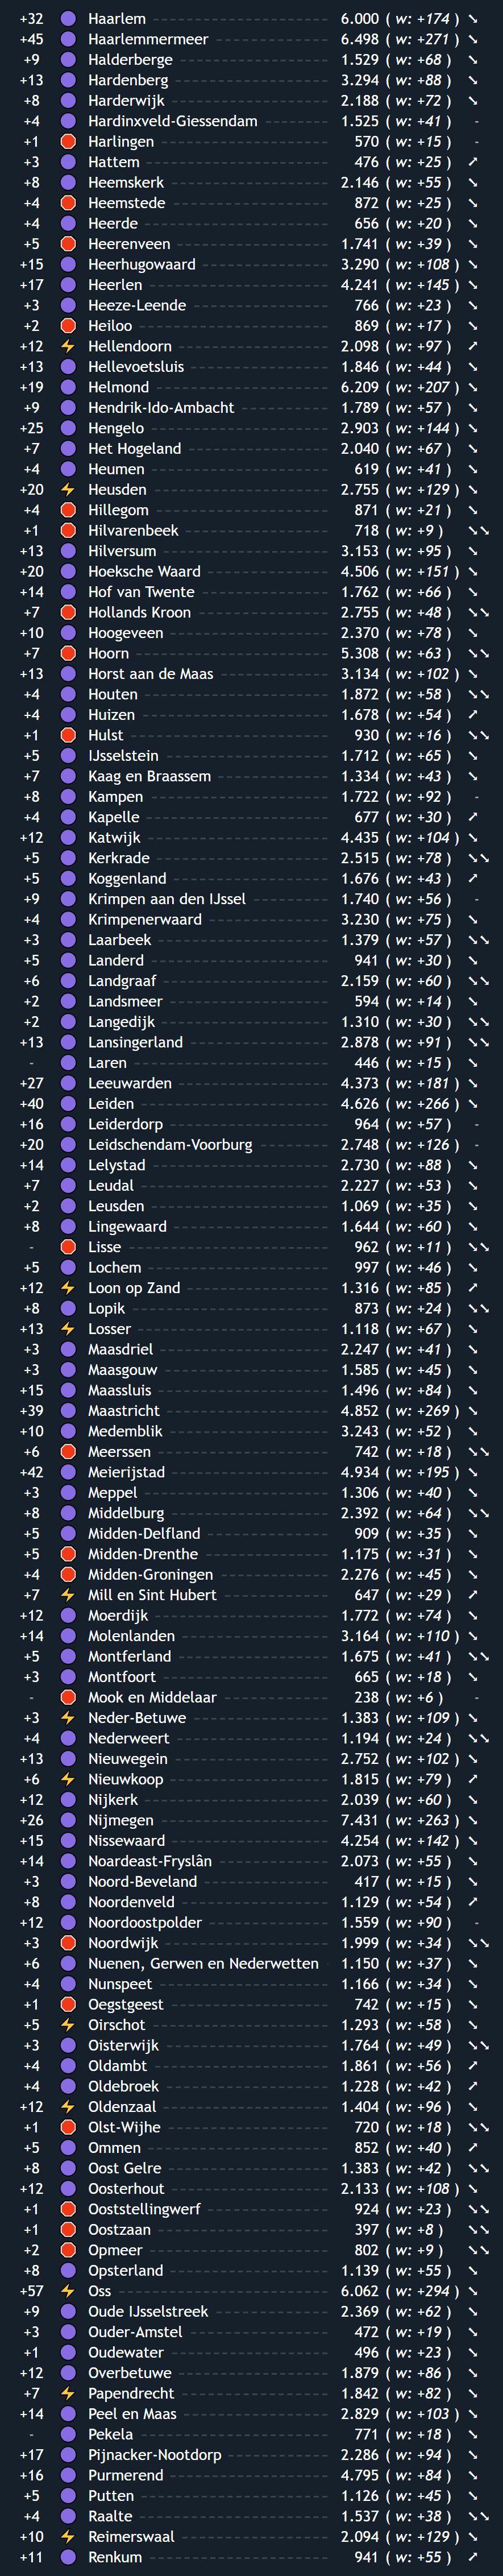 +32 Haarlem 6.000 ( w: +174 ) ↘
+45 Haarlemmermeer 6.498 ( w: +271 ) ↘
+9 Halderberge 1.529 ( w: +68 ) ↘
+13 Hardenberg 3.294 ( w: +88 ) ↘
+8 Harderwijk 2.188 ( w: +72 ) ↘
+4 Hardinxveld-Giessendam 1.525 ( w: +41 ) -
+1 Harlingen 570 ( w: +15 ) -
+3 Hattem 476 ( w: +25 ) ↗
+8 Heemskerk 2.146 ( w: +55 ) ↘
+4 Heemstede 872 ( w: +25 ) ↘
+4 Heerde 656 ( w: +20 ) ↘
+5 Heerenveen 1.741 ( w: +39 ) ↘
+15 Heerhugowaard 3.290 ( w: +108 ) ↘
+17 Heerlen 4.241 ( w: +145 ) ↘
+3 Heeze-Leende 766 ( w: +23 ) ↘
+2 Heiloo 869 ( w: +17 ) ↘
+12 Hellendoorn 2.098 ( w: +97 ) ↗
+13 Hellevoetsluis 1.846 ( w: +44 ) ↘
+19 Helmond 6.209 ( w: +207 ) ↘
+9 Hendrik-Ido-Ambacht 1.789 ( w: +57 ) ↘
+25 Hengelo 2.903 ( w: +144 ) ↘
+7 Het Hogeland 2.040 ( w: +67 ) ↘
+4 Heumen 619 ( w: +41 ) ↘
+20 Heusden 2.755 ( w: +129 ) ↘
+4 Hillegom 871 ( w: +21 ) ↘
+1 Hilvarenbeek 718 ( w: +9 ) ↘↘
+13 Hilversum 3.153 ( w: +95 ) ↘
+20 Hoeksche Waard 4.506 ( w: +151 ) ↘
+14 Hof van Twente 1.762 ( w: +66 ) ↘
+7 Hollands Kroon 2.755 ( w: +48 ) ↘↘
+10 Hoogeveen 2.370 ( w: +78 ) ↘
+7 Hoorn 5.308 ( w: +63 ) ↘↘
+13 Horst aan de Maas 3.134 ( w: +102 ) ↘
+4 Houten 1.872 ( w: +58 ) ↘↘
+4 Huizen 1.678 ( w: +54 ) ↗
+1 Hulst 930 ( w: +16 ) ↘↘
+5 IJsselstein 1.712 ( w: +65 ) ↘
+7 Kaag en Braassem 1.334 ( w: +43 ) ↘
+8 Kampen 1.722 ( w: +92 ) -
+4 Kapelle 677 ( w: +30 ) ↗
+12 Katwijk 4.435 ( w: +104 ) ↘
+5 Kerkrade 2.515 ( w: +78 ) ↘↘
+5 Koggenland 1.676 ( w: +43 ) ↗
+9 Krimpen aan den IJssel 1.740 ( w: +56 ) -
+4 Krimpenerwaard 3.230 ( w: +75 ) ↘
+3 Laarbeek 1.379 ( w: +57 ) ↘↘
+5 Landerd 941 ( w: +30 ) ↘
+6 Landgraaf 2.159 ( w: +60 ) ↘↘
+2 Landsmeer 594 ( w: +14 ) ↘
+2 Langedijk 1.310 ( w: +30 ) ↘↘
+13 Lansingerland 2.878 ( w: +91 ) ↘↘
- Laren 446 ( w: +15 ) ↘
+27 Leeuwarden 4.373 ( w: +181 ) ↘
+40 Leiden 4.626 ( w: +266 ) ↘
+16 Leiderdorp 964 ( w: +57 ) -
+20 Leidschendam-Voorburg 2.748 ( w: +126 ) -
+14 Lelystad 2.730 ( w: +88 ) ↘
+7 Leudal 2.227 ( w: +53 ) ↘
+2 Leusden 1.069 ( w: +35 ) ↘
+8 Lingewaard 1.644 ( w: +60 ) ↘
- Lisse 962 ( w: +11 ) ↘↘
+5 Lochem 997 ( w: +46 ) ↘
+12 Loon op Zand 1.316 ( w: +85 ) ↗
+8 Lopik 873 ( w: +24 ) ↘↘
+13 Losser 1.118 ( w: +67 ) ↘
+3 Maasdriel 2.247 ( w: +41 ) ↘
+3 Maasgouw 1.585 ( w: +45 ) ↘
+15 Maassluis 1.496 ( w: +84 ) ↘
+39 Maastricht 4.852 ( w: +269 ) ↘
+10 Medemblik 3.243 ( w: +52 ) ↘
+6 Meerssen 742 ( w: +18 ) ↘↘
+42 Meierijstad 4.934 ( w: +195 ) ↘
+3 Meppel 1.306 ( w: +40 ) ↘
+8 Middelburg 2.392 ( w: +64 ) ↘↘
+5 Midden-Delfland 909 ( w: +35 ) ↘
+5 Midden-Drenthe 1.175 ( w: +31 ) ↘
+4 Midden-Groningen 2.276 ( w: +45 ) ↘
+7 Mill en Sint Hubert 647 ( w: +29 ) ↗
+12 Moerdijk 1.772 ( w: +74 ) ↘
+14 Molenlanden 3.164 ( w: +110 ) ↘
+5 Montferland 1.675 ( w: +41 ) ↘↘
+3 Montfoort 665 ( w: +18 ) ↘
- Mook en Middelaar 238 ( w: +6 ) -
+3 Neder-Betuwe 1.383 ( w: +109 ) ↘
+4 Nederweert 1.194 ( w: +24 ) ↘↘
+13 Nieuwegein 2.752 ( w: +102 ) ↘
+6 Nieuwkoop 1.815 ( w: +79 ) ↗
+12 Nijkerk 2.039 ( w: +60 ) ↘
+26 Nijmegen 7.431 ( w: +263 ) ↘
+15 Nissewaard 4.254 ( w: +142 ) ↘
+14 Noardeast-Fryslân 2.073 ( w: +55 ) ↘
+3 Noord-Beveland 417 ( w: +15 ) ↘
+8 Noordenveld 1.129 ( w: +54 ) ↗
+12 Noordoostpolder 1.559 ( w: +90 ) -
+3 Noordwijk 1.999 ( w: +34 ) ↘↘
+6 Nuenen, Gerwen en Nederwetten 1.150 ( w: +37 ) ↘
+4 Nunspeet 1.166 ( w: +34 ) ↘
+1 Oegstgeest 742 ( w: +15 ) ↘
+5 Oirschot 1.293 ( w: +58 ) ↘
+3 Oisterwijk 1.764 ( w: +49 ) ↘↘
+4 Oldambt 1.861 ( w: +56 ) ↗
+4 Oldebroek 1.228 ( w: +42 ) ↗
+12 Oldenzaal 1.404 ( w: +96 ) ↘
+1 Olst-Wijhe 720 ( w: +18 ) ↘↘
+5 Ommen 852 ( w: +40 ) ↗
+8 Oost Gelre 1.383 ( w: +42 ) ↘↘
+12 Oosterhout 2.133 ( w: +108 ) ↘
+1 Ooststellingwerf 924 ( w: +23 ) ↘↘
+1 Oostzaan 397 ( w: +8 ) ↘↘
+2 Opmeer 802 ( w: +9 ) ↘↘
+8 Opsterland 1.139 ( w: +55 ) ↘
+57 Oss 6.062 ( w: +294 ) ↘
+9 Oude IJsselstreek 2.369 ( w: +62 ) ↘
+3 Ouder-Amstel 472 ( w: +19 ) ↘
+1 Oudewater 496 ( w: +23 ) ↘
+12 Overbetuwe 1.879 ( w: +86 ) ↘
+7 Papendrecht 1.842 ( w: +82 ) ↘
+14 Peel en Maas 2.829 ( w: +103 ) ↘
- Pekela 771 ( w: +18 ) ↘
+17 Pijnacker-Nootdorp 2.286 ( w: +94 ) ↘
+16 Purmerend 4.795 ( w: +84 ) ↘
+5 Putten 1.126 ( w: +45 ) ↘
+4 Raalte 1.537 ( w: +38 ) ↘↘
+10 Reimerswaal 2.094 ( w: +129 ) ↘
+11 Renkum 941 ( w: +55 ) ↗